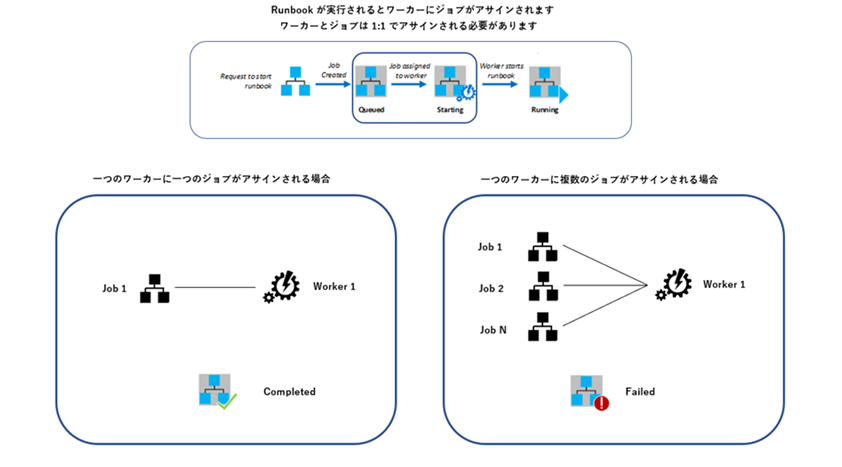 Runbook が実行されるとワーカーにジョブがアサインされます
ワーカーとジョブは 1:1 でアサインされる必要があります
Request to start
runbook
Job
Created
Job assigned
to worker
Worker starts
runbook
Queued
Starting
Running
一つのワーカーに一つのジョブがアサインされる場合
Job 1
Worker 1
Completed
一つのワーカーに複数のジョブがアサインされる場合
Job 1
Job 2
Job N
Worker 1
Failed